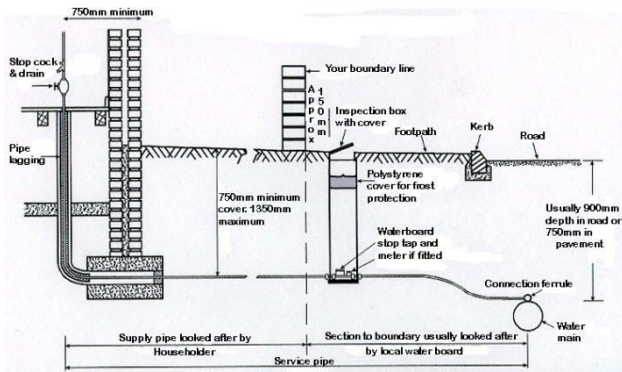 750mm minimum
Stop cock
& drain
Pipe
lagging
Your boundary line
Approx
150mm
Inspection box
with cover
Footpath
Kerb
Road
Polystyrene
cover for frost
protection
750mm minimum
cover. 1350mm
maximum
Waterboard
stop tap and
meter if fitted
Usually 900mm
depth in road or
750mm in
pavement
Connection ferrule
Water
main
Supply pipe looked after by
Householder
Section to boundary usually looked after
by local water board
Service pipe